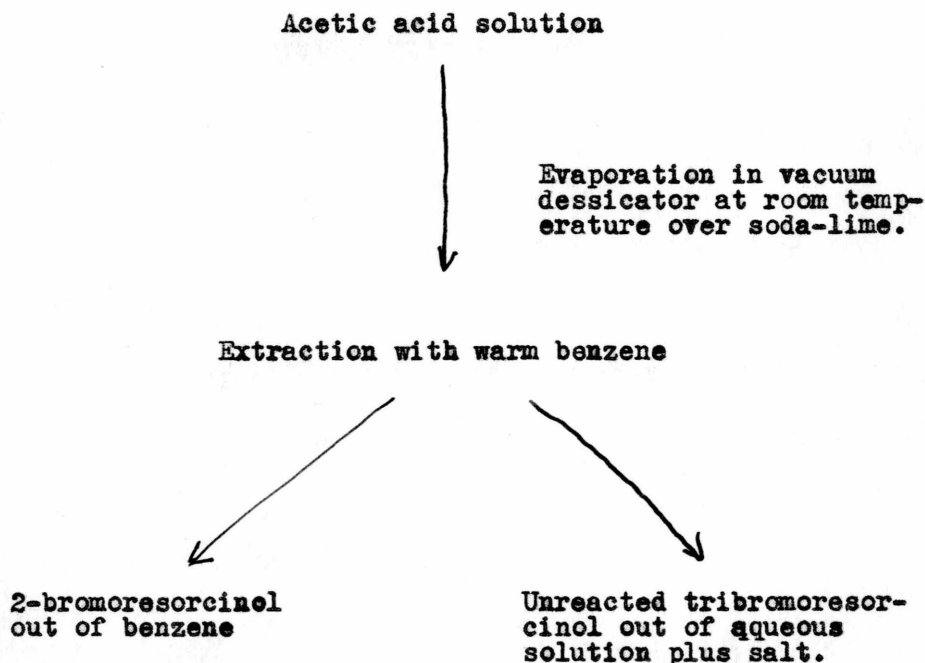 Acetic acid solution
Evaporation in vacuum
dessicator at room temp-
erature over soda-lime.
Extraction with warm benzene
2-bromoresorcinol
out of benzene
Unreacted tribromoresor-
cinol out of aqueous
solution plus salt.